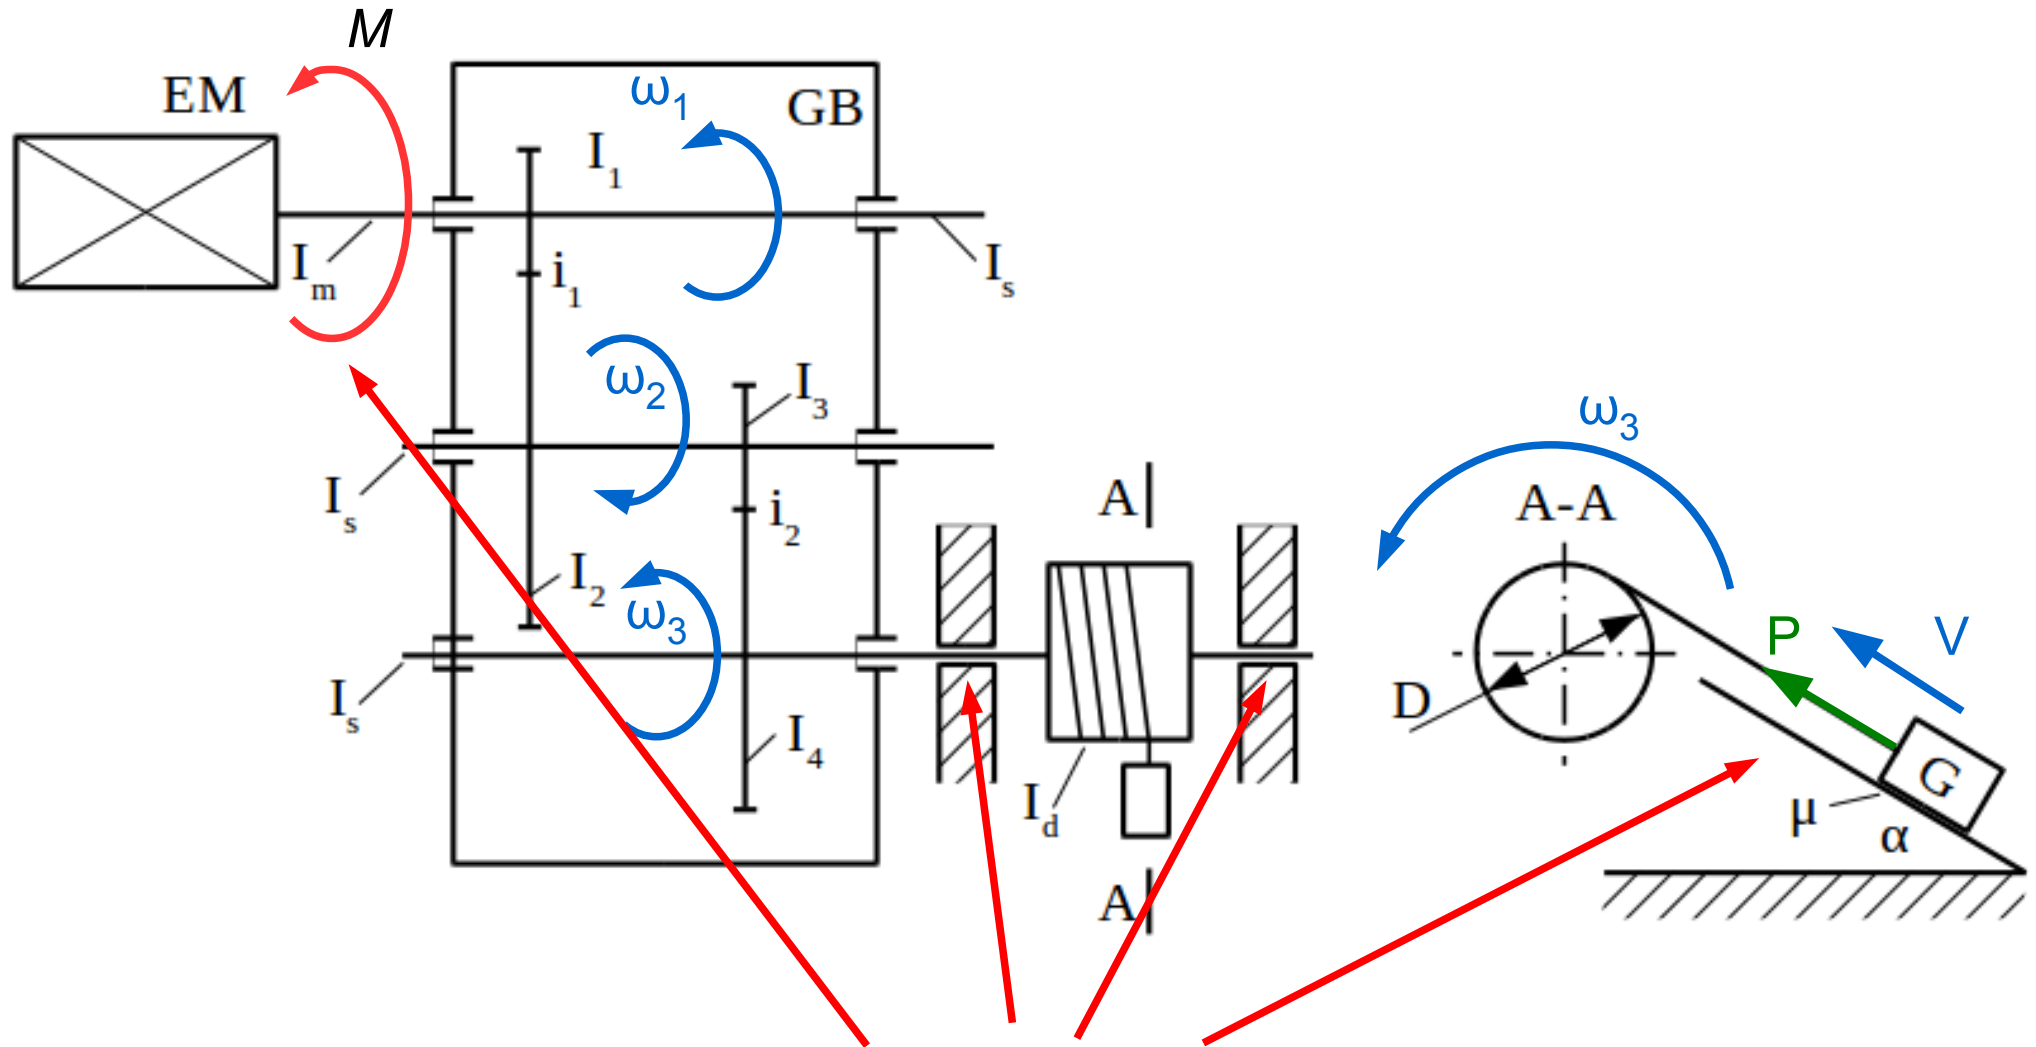 M
EM
ω1
GB
I1
Im
i1
Is
ω2
I3
ω3
Is
i2
A
A-A
I2
ω3
P
V
D
Is
I4
Id
G
μ
α
A